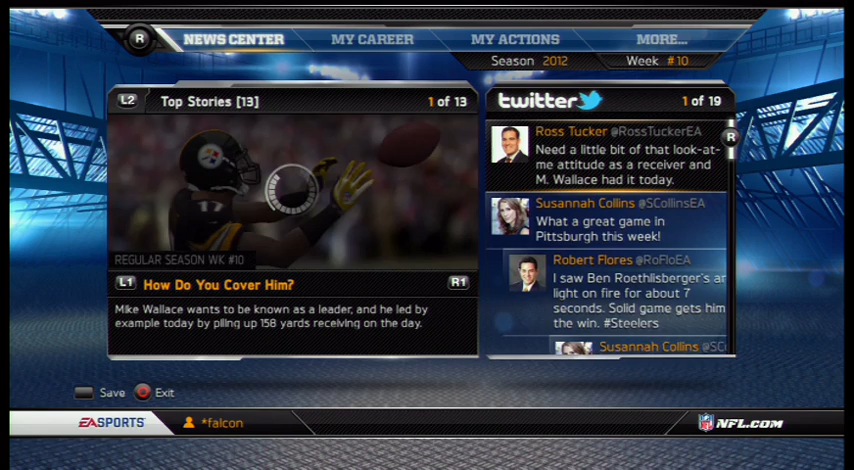 R
NEWS CENTER
MY CAREER
MY ACTIONS
MORE...
Season 2012
Week #10
L2
Top Stories [13]
1 of 13
17
REGULAR SEASON WK #10
L1
How Do You Cover Him?
R1
Mike Wallace wants to be known as a leader, and he led by
example today by piling up 158 yards receiving on the day.
twitter
1 of 19
R
Ross Tucker @RossTuckerEA
Need a little bit of that look-at-
me attitude as a receiver and
M. Wallace had it today.
Susannah Collins @SCollinsEA
What a great game in
Pittsburgh this week!
Robert Flores @RoFloEA
I saw Ben Roethlisberger's ar
light on fire for about 7
seconds. Solid game gets him
the win. #Steelers
Susannah Collins @SC
Save
Exit
EA SPORTS
*falcon
NFL.COM